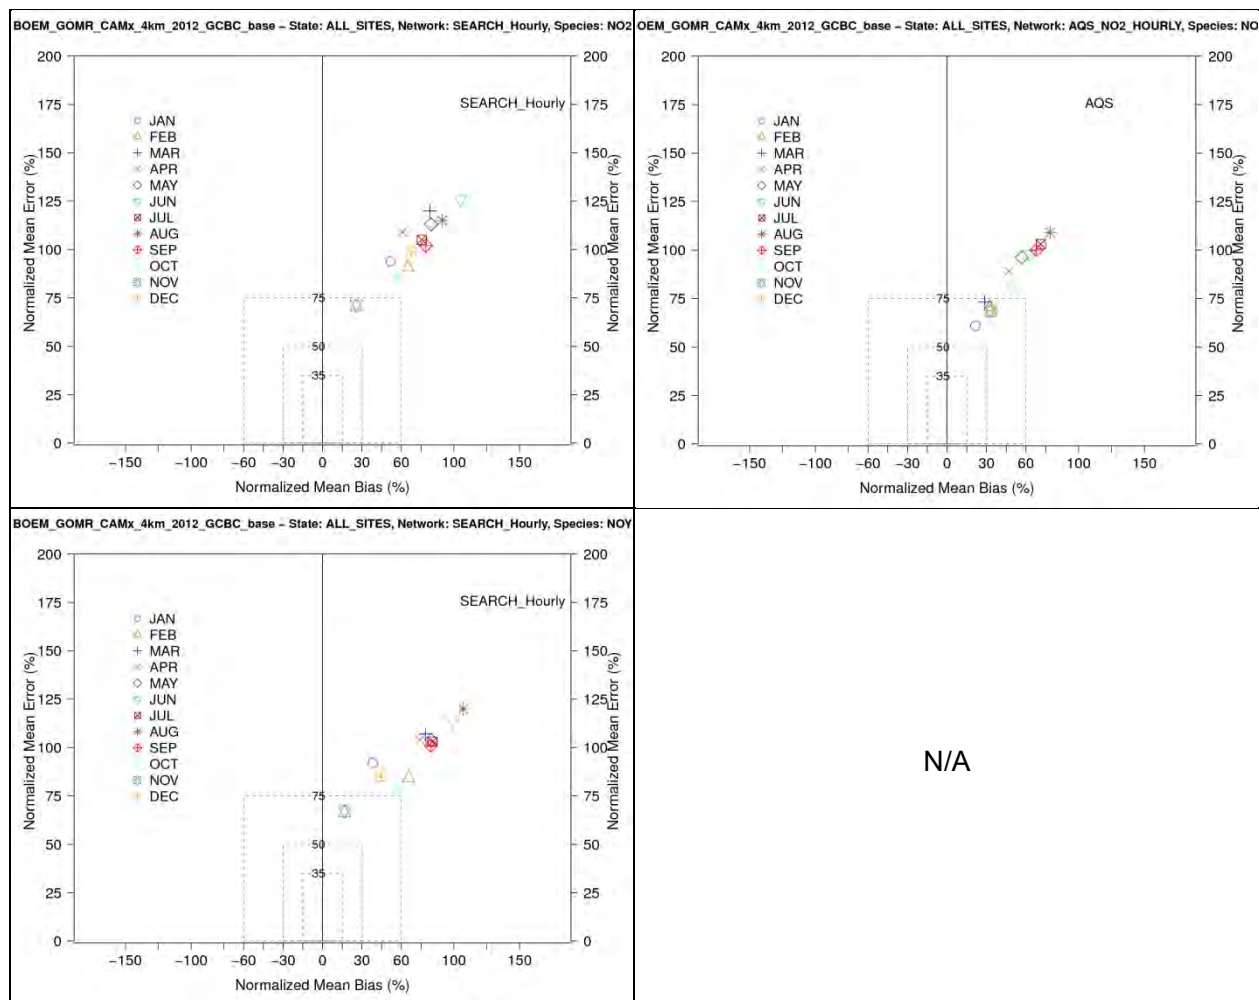 BOEM_GOMR_CAMx_4km_2012_GCBC_base – State: ALL_SITES, Network: SEARCH_Hourly, Species: NO2
200
175
150
125
100
75
50
25
0
Normalized Mean Error (%)
SEARCH_Hourly
JAN
FEB
MAR
APR
MAY
JUN
JUL
AUG
SEP
OCT
NOV
DEC
75
50
35
200
175
150
125
100
75
50
25
0
Normalized Mean Error (%)
−150 −100 −60 −30 0 30 60 100 150
Normalized Mean Bias (%)
OEM_GOMR_CAMx_4km_2012_GCBC_base – State: ALL_SITES, Network: AQS_NO2_HOURLY, Species: NO
200
175
150
125
100
75
50
25
0
Normalized Mean Error (%)
AQS
JAN
FEB
MAR
APR
MAY
JUN
JUL
AUG
SEP
OCT
NOV
DEC
75
50
35
200
175
150
125
100
75
50
25
0
Normalized Mean Error (%)
−150 −100 −60 −30 0 30 60 100 150
Normalized Mean Bias (%)
BOEM_GOMR_CAMx_4km_2012_GCBC_base – State: ALL_SITES, Network: SEARCH_Hourly, Species: NOY
200
175
150
125
100
75
50
25
0
Normalized Mean Error (%)
SEARCH_Hourly
JAN
FEB
MAR
APR
MAY
JUN
JUL
AUG
SEP
OCT
NOV
DEC
75
50
35
200
175
150
125
100
75
50
25
0
Normalized Mean Error (%)
−150 −100 −60 −30 0 30 60 100 150
Normalized Mean Bias (%)
N/A